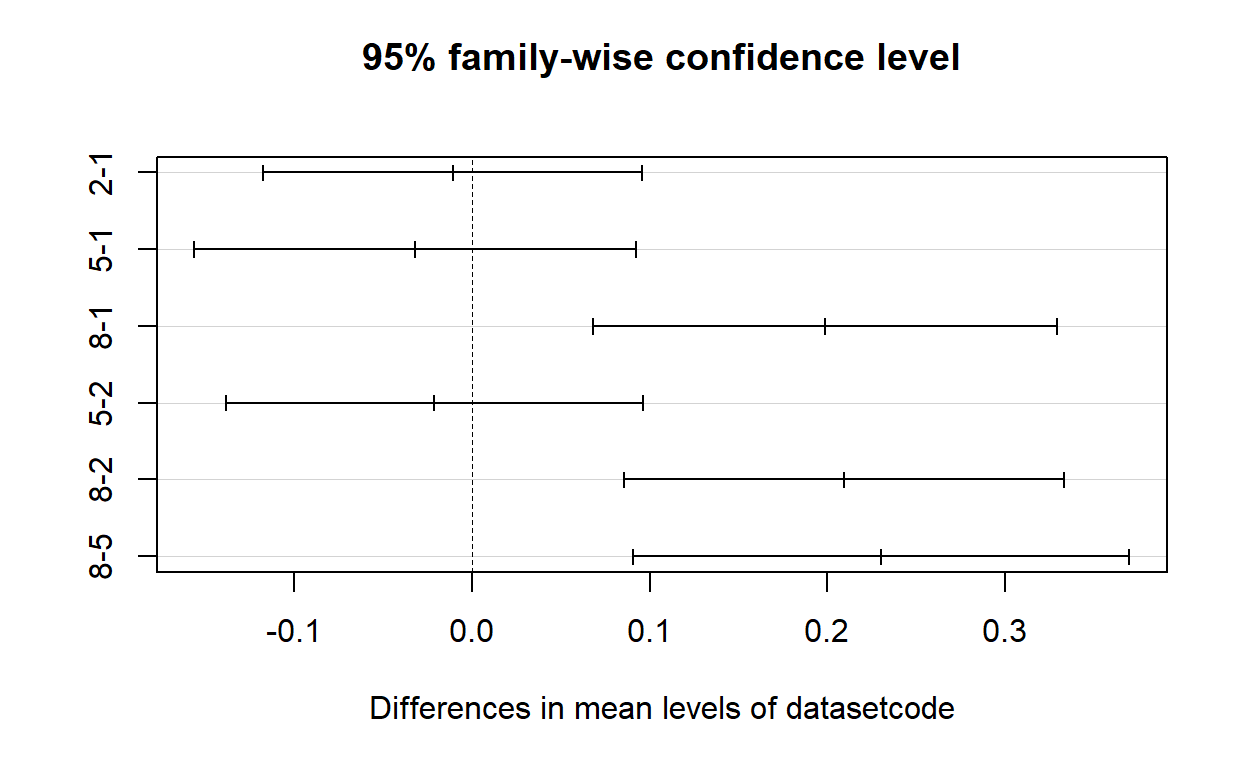 95% family-wise confidence level
2-1
5-1
8-1
5-2
8-2
8-5
-0.1 0.0 0.1 0.2 0.3
Differences in mean levels of datasetcode